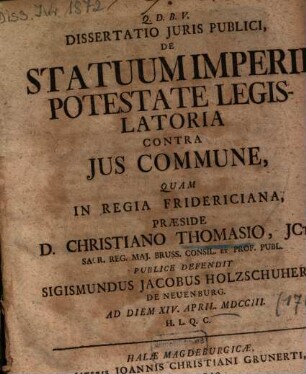 Diss. Jur. 1872
Q. D. B. V.
DISSERTATIO JURIS PUBLICI,
DE
STATUUM IMPERII
POTESTATE LEGIS-
LATORIA
CONTRA
JUS COMMUNE,
QUAM
IN REGIA FRIDERICIANA,
PRÆSIDE
D. CHRISTIANO THOMASIO, JCt
SACR. REG. MAJ. BRUSS. CONSIL. ET PROF. PUBL.
PUBLICE DEFENDIT
SIGISMUNDUS JACOBUS HOLZSCHUHER
DE NEUENBURG.
AD DIEM XIV. APRIL. MDCCIII.
H. L. Q. C.
HALÆ MAGDEBURGICÆ,
JOANNIS CHRISTIANI GRUNERTI,